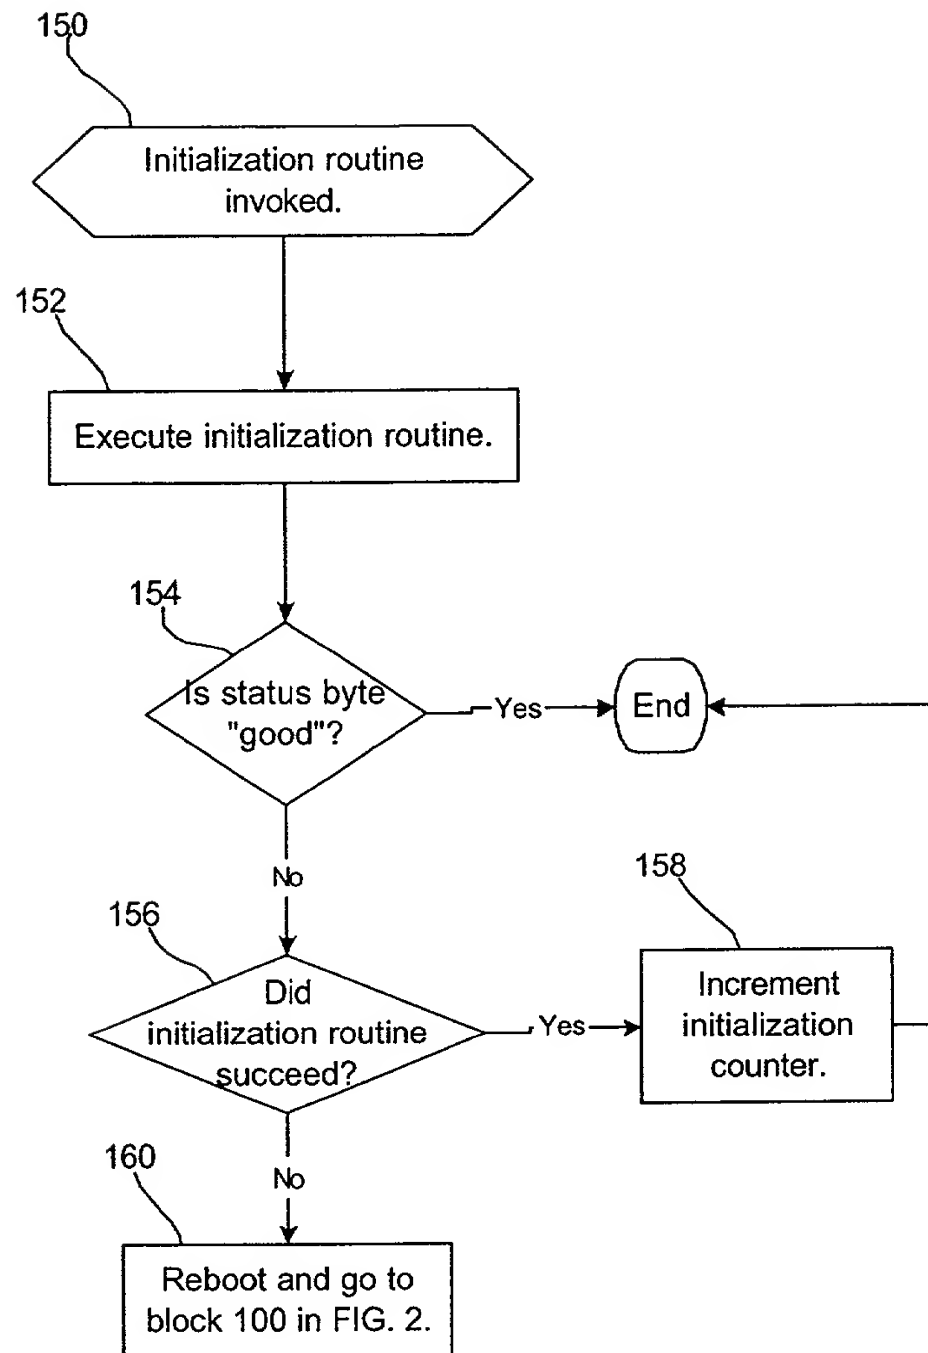 150
Initialization routine
invoked.
152
Execute initialization routine.
154
Is status byte
"good"?
Yes
End
No
156
Did
initialization routine
succeed?
Yes
158
Increment
initialization
counter.
No
160
Reboot and go to
block 100 in FIG. 2.